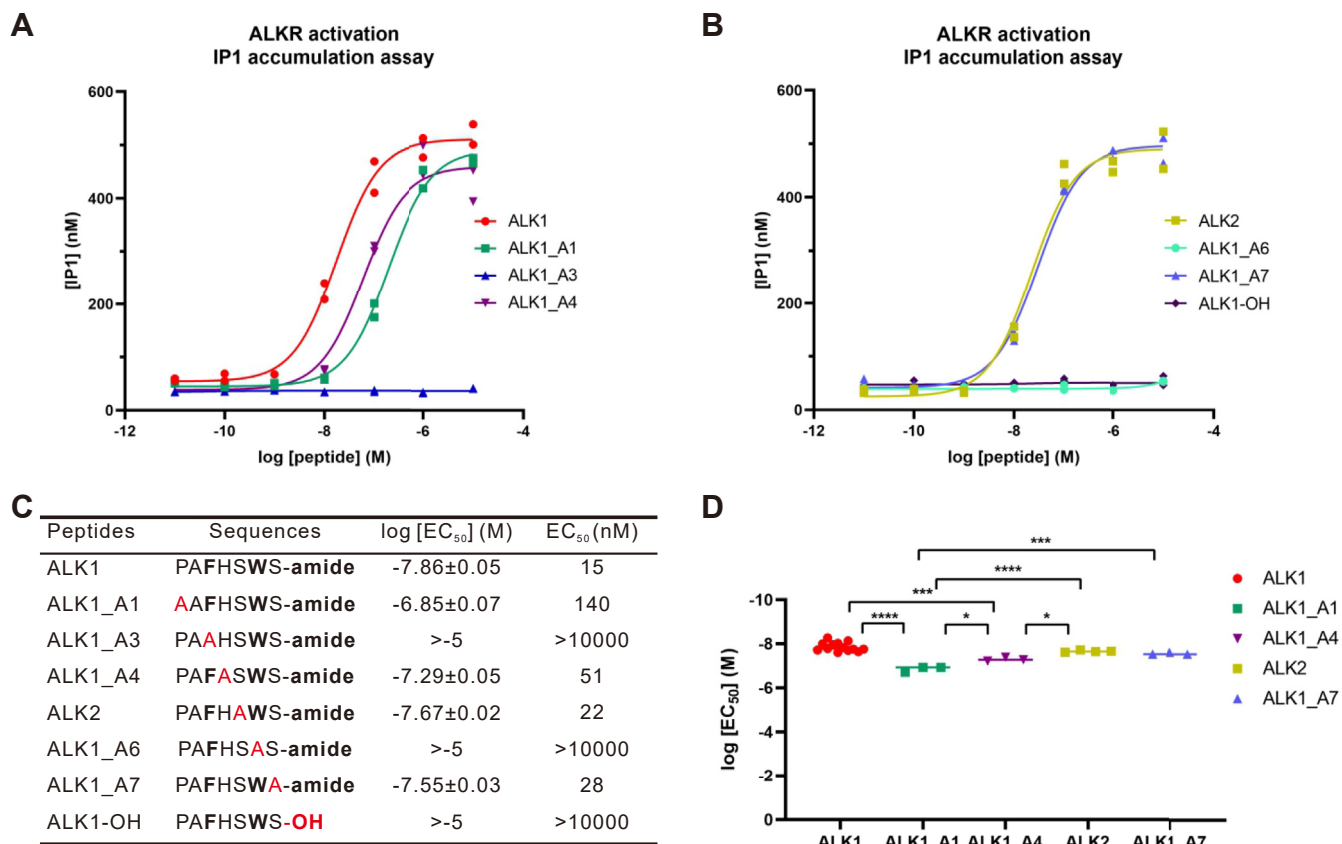 A
ALKR activation
IP1 accumulation assay
600
400
200
0
[IP1] (nM)
-12
-10
-8
-6
-4
log [peptide] (M)
ALK1
ALK1_A1
ALK1_A3
ALK1_A4
B
ALKR activation
IP1 accumulation assay
600
400
200
0
[IP1] (nM)
-12
-10
-8
-6
-4
log [peptide] (M)
ALK2
ALK1_A6
ALK1_A7
ALK1-OH
C
Peptides Sequences log [EC₅₀] (M) EC₅₀ (nM)
ALK1 PAFHSWS-amide -7.86±0.05 15
ALK1_A1 AAFHSWS-amide -6.85±0.07 140
ALK1_A3 PAAHSWS-amide >-5 >10000
ALK1_A4 PAFASWS-amide -7.29±0.05 51
ALK2 PAFHAWS-amide -7.67±0.02 22
ALK1_A6 PAFHSAS-amide >-5 >10000
ALK1_A7 PAFHSWA-amide -7.55±0.03 28
ALK1-OH PAFHSWS-OH >-5 >10000
D
***
****
***
**** * *
-10
-8
-6
-4
-2
0
log [EC₅₀] (M)
ALK1 ALK1_A1 ALK1_A4 ALK2 ALK1_A7
ALK1
ALK1_A1
ALK1_A4
ALK2
ALK1_A7